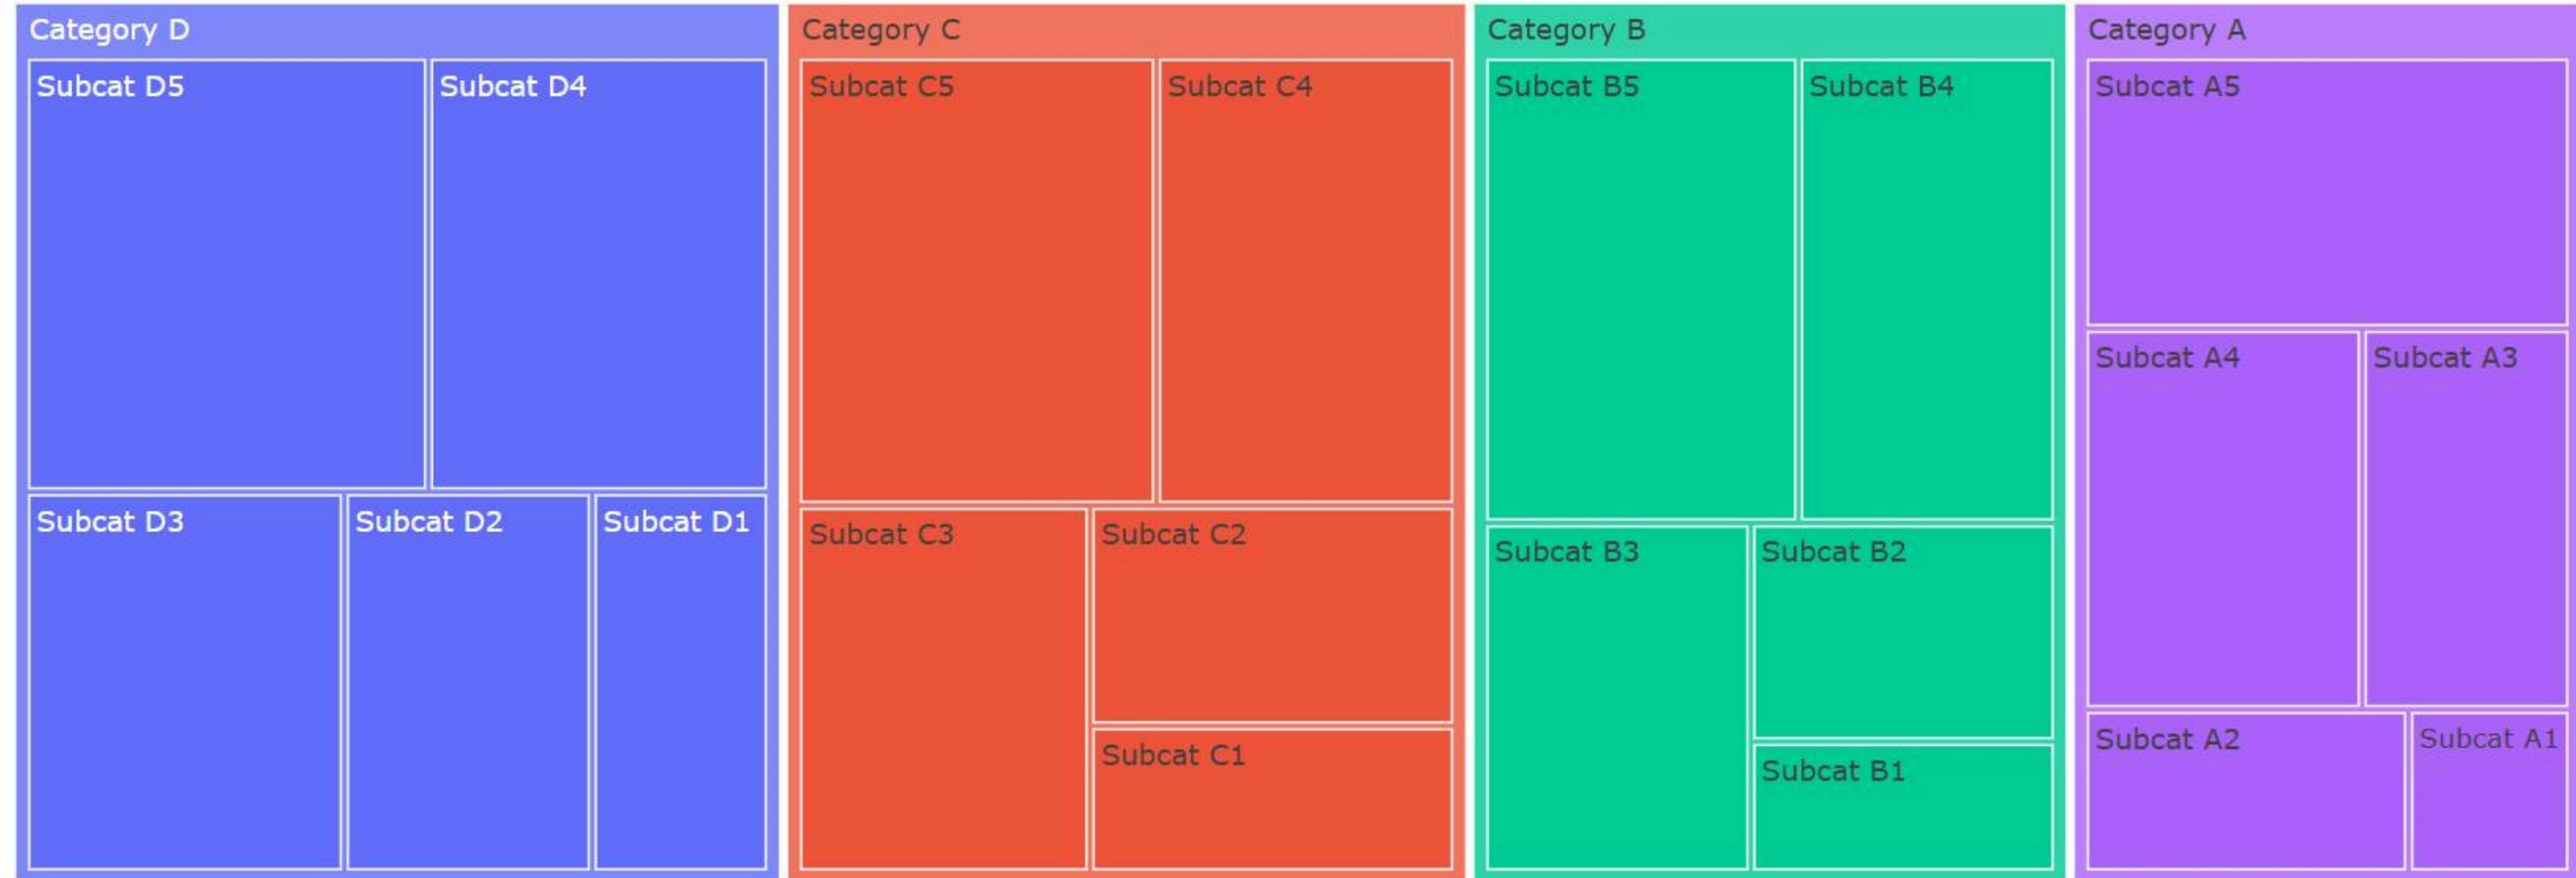 Category D
Subcat D5
Subcat D4
Subcat D3
Subcat D2
Subcat D1
Category C
Subcat C5
Subcat C4
Subcat C3
Subcat C2
Subcat C1
Category B
Subcat B5
Subcat B4
Subcat B3
Subcat B2
Subcat B1
Category A
Subcat A5
Subcat A4
Subcat A3
Subcat A2
Subcat A1